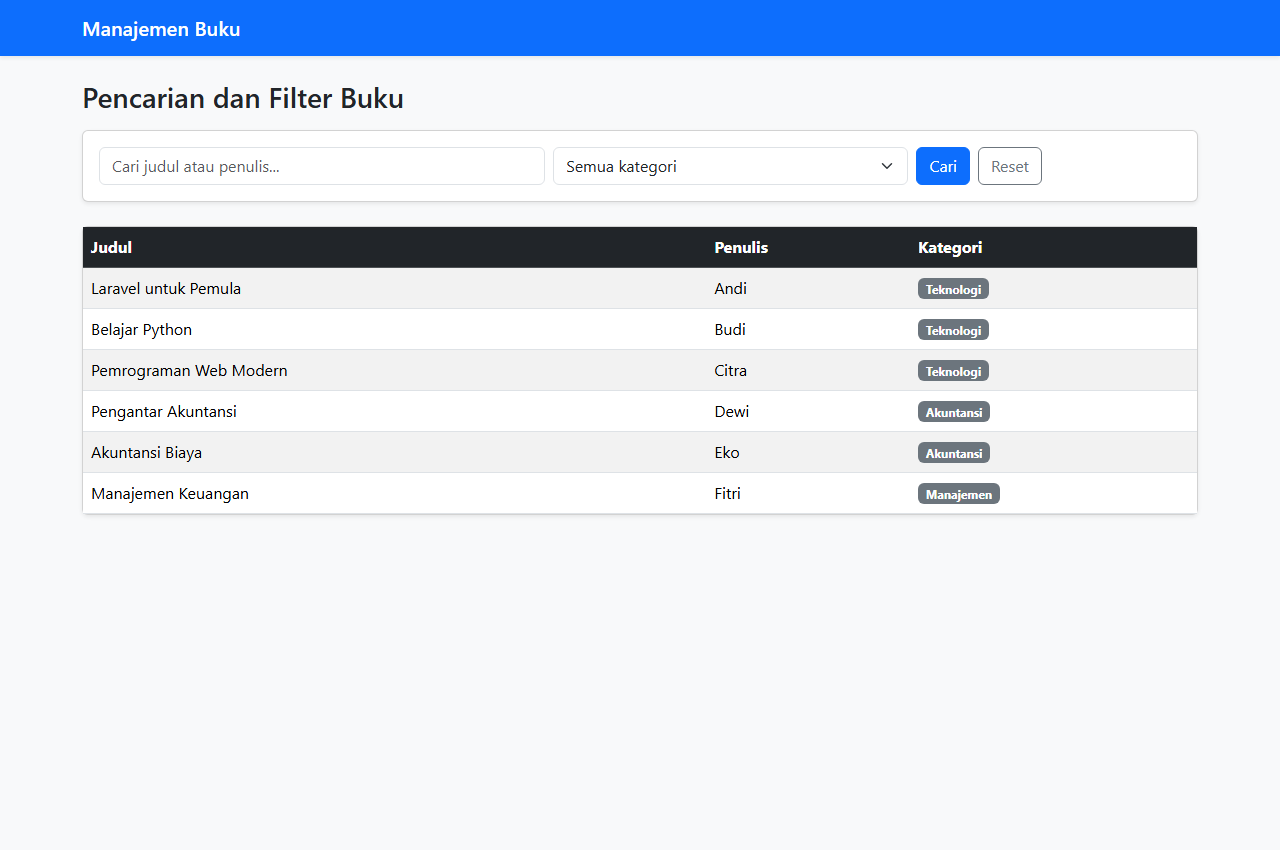 Manajemen Buku
Pencarian dan Filter Buku
Cari judul atau penulis... Semua kategori Cari Reset
Judul Penulis Kategori
Laravel untuk Pemula Andi Teknologi
Belajar Python Budi Teknologi
Pemrograman Web Modern Citra Teknologi
Pengantar Akuntansi Dewi Akuntansi
Akuntansi Biaya Eko Akuntansi
Manajemen Keuangan Fitri Manajemen